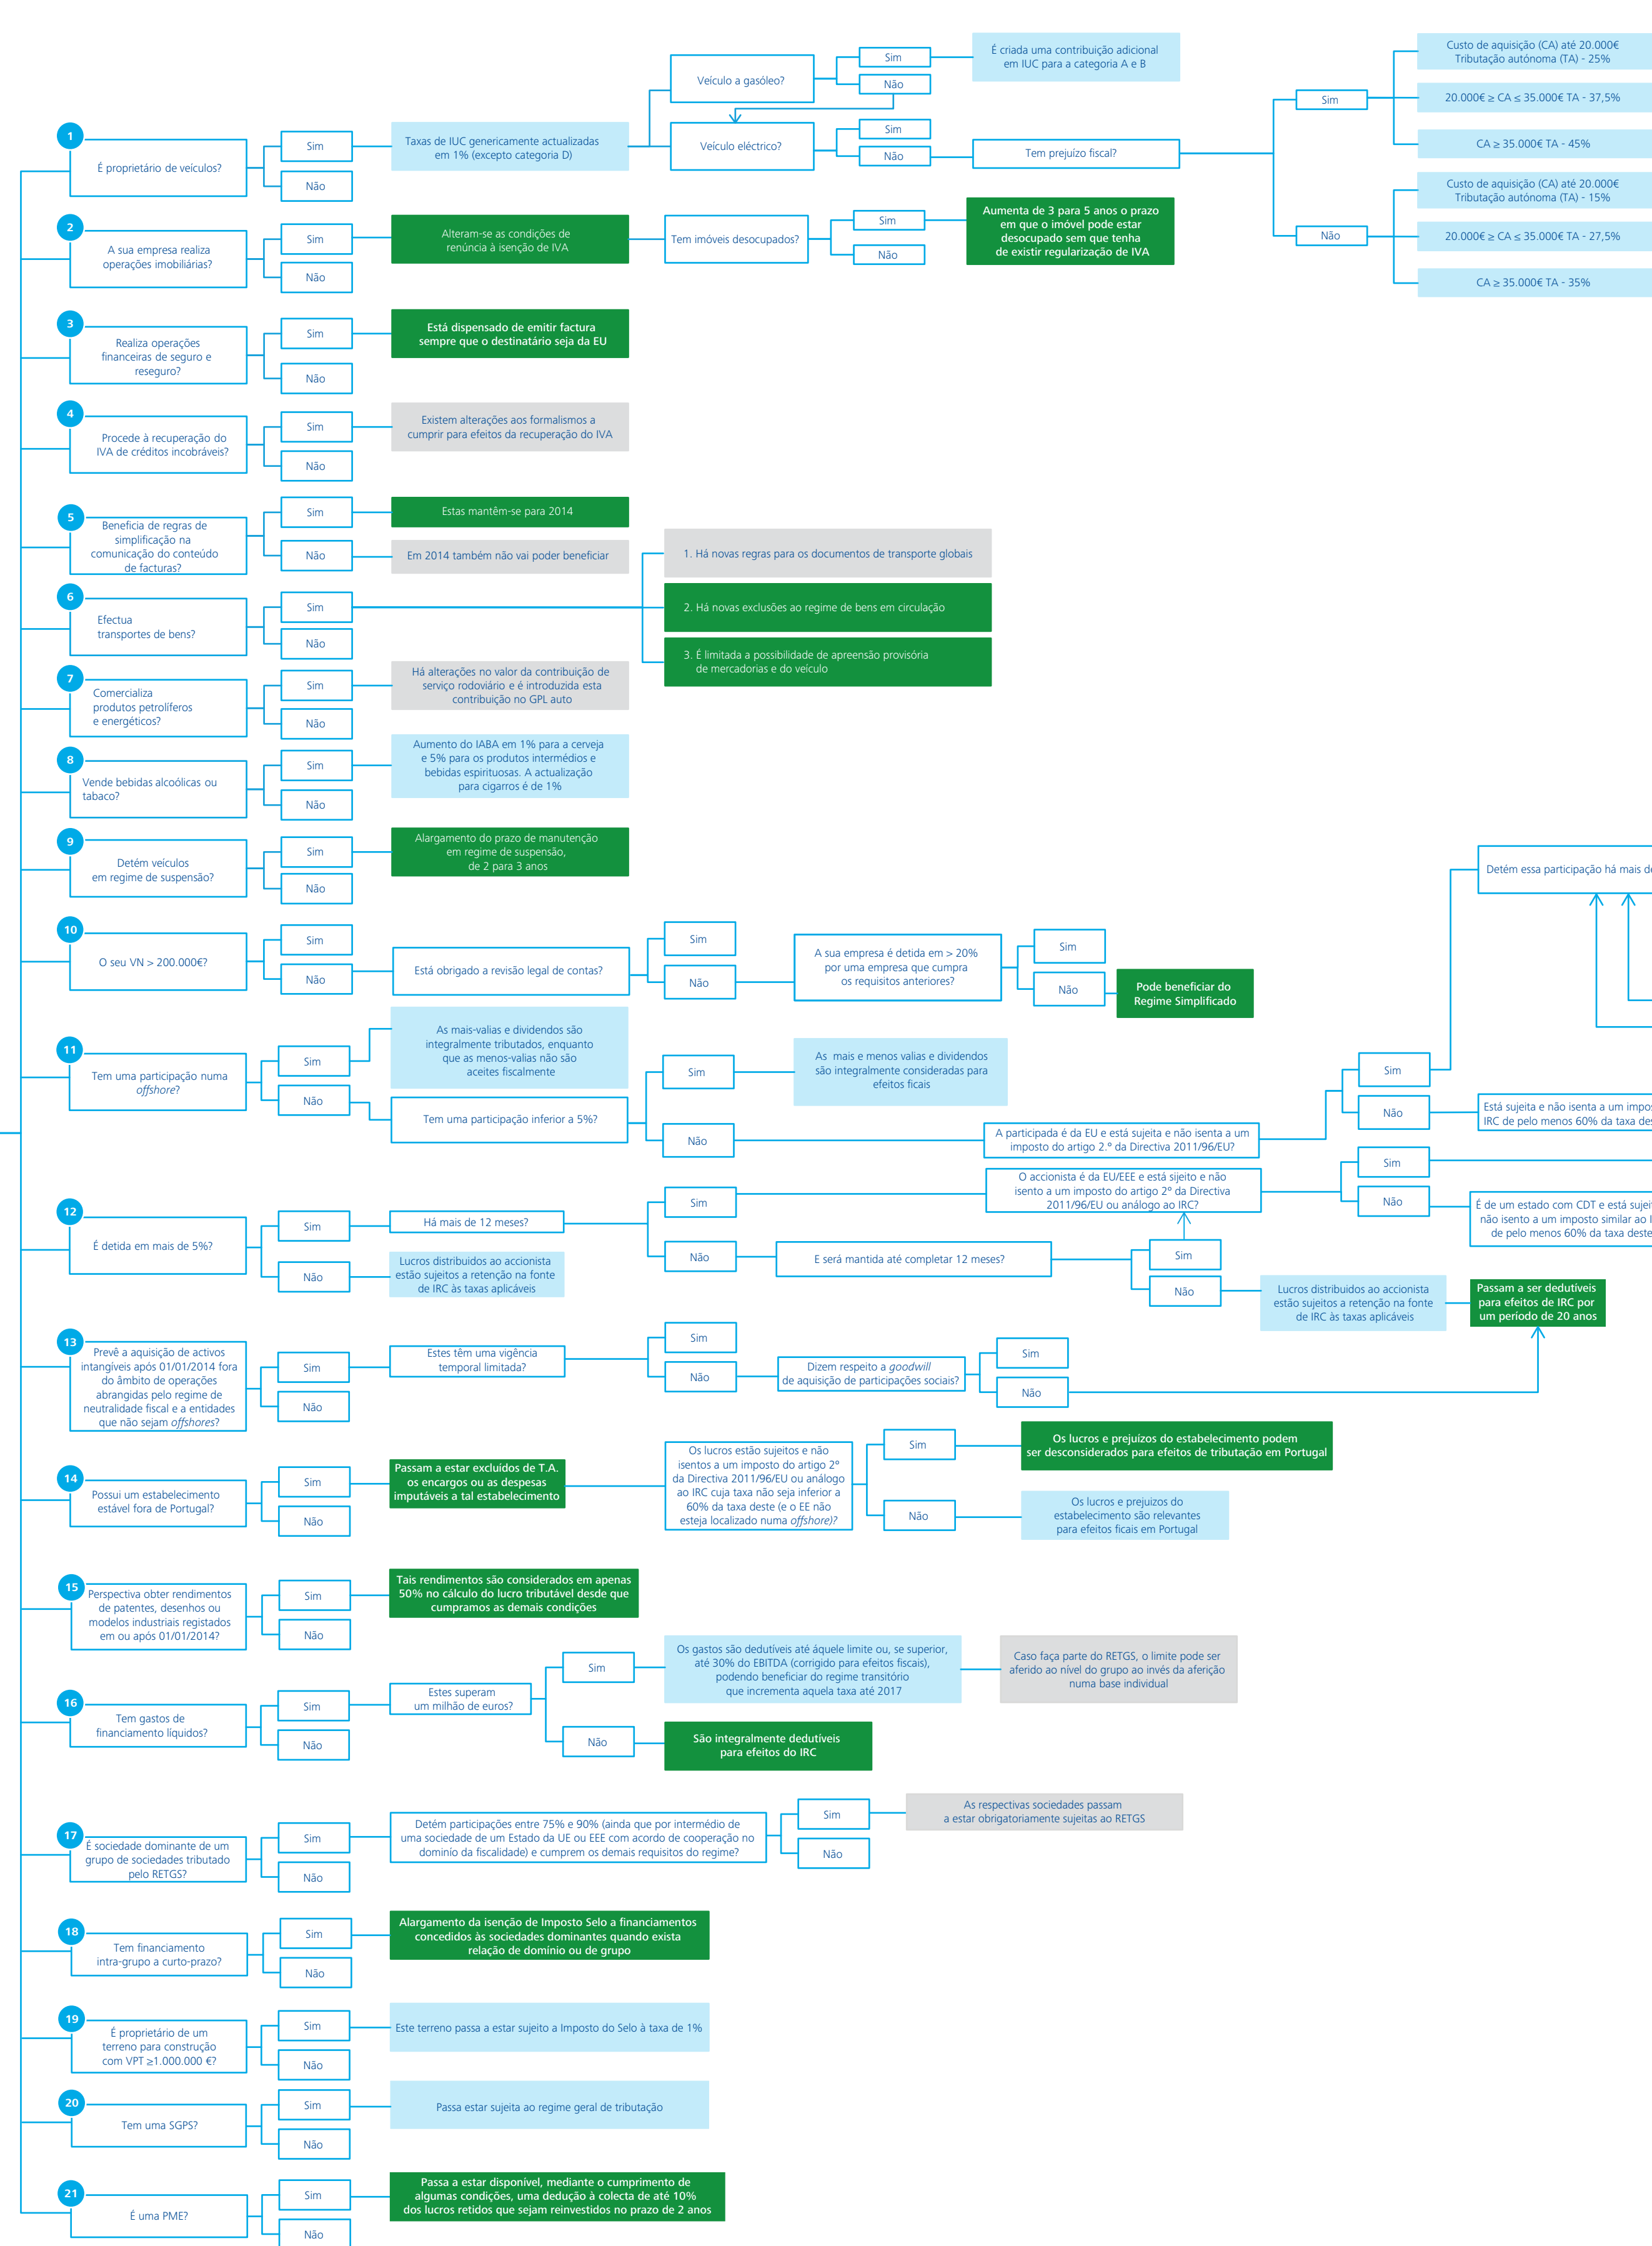 1
É proprietário de veículos?
Sim
Não
Taxas de IUC genericamente actualizadas
em 1% (excepto categoria D)
Veículo a gasóleo?
Sim
Não
É criada uma contribuição adicional
em IUC para a categoria A e B
Veículo eléctrico?
Sim
Não
Tem prejuízo fiscal?
Sim
Custo de aquisição (CA) até 20.000€
Tributação autónoma (TA) - 25%
20.000€ ≥ CA ≤ 35.000€ TA - 37,5%
CA ≥ 35.000€ TA - 45%
Não
Custo de aquisição (CA) até 20.000€
Tributação autónoma (TA) - 15%
20.000€ ≥ CA ≤ 35.000€ TA - 27,5%
CA ≥ 35.000€ TA - 35%
2
A sua empresa realiza
operações imobiliárias?
Sim
Não
Alteram-se as condições de
renúncia à isenção de IVA
Tem imóveis desocupados?
Sim
Não
Aumenta de 3 para 5 anos o prazo
em que o imóvel pode estar
desocupado sem que tenha
de existir regularização de IVA
3
Realiza operações
financeiras de seguro e
reseguro?
Sim
Não
Está dispensado de emitir factura
sempre que o destinatário seja da EU
4
Procede à recuperação do
IVA de créditos incobráveis?
Sim
Não
Existem alterações aos formalismos a
cumprir para efeitos da recuperação do IVA
5
Beneficia de regras de
simplificação na
comunicação do conteúdo
de facturas?
Sim
Não
Estas mantêm-se para 2014
Em 2014 também não vai poder beneficiar
6
Efectua
transportes de bens?
Sim
Não
1. Há novas regras para os documentos de transporte globais
2. Há novas exclusões ao regime de bens em circulação
3. É limitada a possibilidade de apreensão provisória
de mercadorias e do veículo
7
Comercializa
produtos petrolíferos
e energéticos?
Sim
Não
Há alterações no valor da contribuição de
serviço rodoviário e é introduzida esta
contribuição no GPL auto
8
Vende bebidas alcoólicas ou
tabaco?
Sim
Não
Aumento do IABA em 1% para a cerveja
e 5% para os produtos intermédios e
bebidas espirituosas. A actualização
para cigarros é de 1%
9
Detém veículos
em regime de suspensão?
Sim
Não
Alargamento do prazo de manutenção
em regime de suspensão,
de 2 para 3 anos
10
O seu VN > 200.000€?
Sim
Não
Está obrigado a revisão legal de contas?
Sim
Não
A sua empresa é detida em > 20%
por uma empresa que cumpra
os requisitos anteriores?
Sim
Não
Pode beneficiar do
Regime Simplificado
11
Tem uma participação numa
offshore?
Sim
Não
As mais-valias e dividendos são
integralmente tributados, enquanto
que as menos-valias não são
aceites fiscalmente
Tem uma participação inferior a 5%?
Sim
Não
As mais e menos valias e dividendos
são integralmente consideradas para
efeitos ficais
A participada é da EU e está sujeita e não isenta a um
imposto do artigo 2.º da Directiva 2011/96/EU?
Sim
Não
Detém essa participação há mais
Está sujeita e não isenta a um
IRC de pelo menos 60% da taxa
12
É detida em mais de 5%?
Sim
Não
Há mais de 12 meses?
Lucros distribuidos ao accionista
estão sujeitos a retenção na fonte
de IRC às taxas aplicáveis
Sim
Não
O accionista é da EU/EEE e está sijeito e não
isento a um imposto do artigo 2º da Directiva
2011/96/EU ou análogo ao IRC?
Sim
Não
É de um estado com CDT e está
não isento a um imposto similar ao
de pelo menos 60% da taxa deste
E será mantida até completar 12 meses?
Sim
Não
Lucros distribuidos ao accionista
estão sujeitos a retenção na fonte
de IRC às taxas aplicáveis
Passam a ser dedutíveis
para efeitos de IRC por
um período de 20 anos
13
Prevê a aquisição de activos
intangíveis após 01/01/2014 fora
do âmbito de operações
abrangidas pelo regime de
neutralidade fiscal e a entidades
que não sejam offshores?
Sim
Não
Estes têm uma vigência
temporal limitada?
Sim
Não
Dizem respeito a goodwill
de aquisição de participações sociais?
Sim
Não
14
Possui um estabelecimento
estável fora de Portugal?
Sim
Não
Passam a estar excluídos de T.A.
os encargos ou as despesas
imputáveis a tal estabelecimento
Os lucros estão sujeitos e não
isentos a um imposto do artigo 2º
da Directiva 2011/96/EU ou análogo
ao IRC cuja taxa não seja inferior a
60% da taxa deste (e o EE não
esteja localizado numa offshore)?
Sim
Não
Os lucros e prejuízos do estabelecimento podem
ser desconsiderados para efeitos de tributação em Portugal
Os lucros e prejuizos do
estabelecimento são relevantes
para efeitos ficais em Portugal
15
Perspectiva obter rendimentos
de patentes, desenhos ou
modelos industriais registados
em ou após 01/01/2014?
Sim
Não
Tais rendimentos são considerados em apenas
50% no cálculo do lucro tributável desde que
cumpramos as demais condições
16
Tem gastos de
financiamento líquidos?
Sim
Não
Estes superam
um milhão de euros?
Sim
Não
Os gastos são dedutíveis até áquele limite ou, se superior,
até 30% do EBITDA (corrigido para efeitos fiscais),
podendo beneficiar do regime transitório
que incrementa aquela taxa até 2017
Caso faça parte do RETGS, o limite pode ser
aferido ao nível do grupo ao invés da aferição
numa base individual
São integralmente dedutíveis
para efeitos do IRC
17
É sociedade dominante de um
grupo de sociedades tributado
pelo RETGS?
Sim
Não
Detém participações entre 75% e 90% (ainda que por intermédio de
uma sociedade de um Estado da UE ou EEE com acordo de cooperação no
domínio da fiscalidade) e cumprem os demais requisitos do regime?
Sim
Não
As respectivas sociedades passam
a estar obrigatoriamente sujeitas ao RETGS
18
Tem financiamento
intra-grupo a curto-prazo?
Sim
Não
Alargamento da isenção de Imposto Selo a financiamentos
concedidos às sociedades dominantes quando exista
relação de domínio ou de grupo
19
É proprietário de um
terreno para construção
com VPT ≥1.000.000 €?
Sim
Não
Este terreno passa a estar sujeito a Imposto do Selo à taxa de 1%
20
Tem uma SGPS?
Sim
Não
Passa estar sujeita ao regime geral de tributação
21
É uma PME?
Sim
Não
Passa a estar disponível, mediante o cumprimento de
algumas condições, uma dedução à colecta de até 10%
dos lucros retidos que sejam reinvestidos no prazo de 2 anos